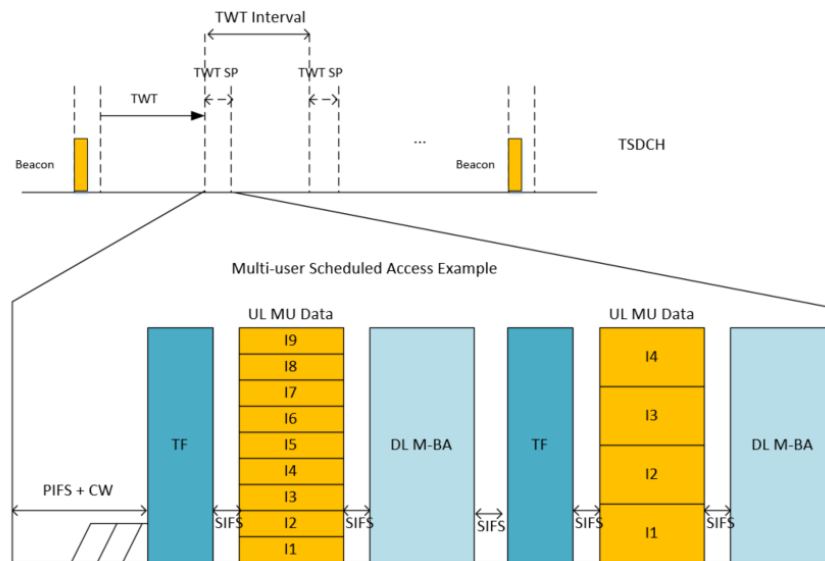 TWT Interval
TWT SP
TWT SP
TWT
Beacon
...
Beacon
TSDCH
Multi-user Scheduled Access Example
UL MU Data
UL MU Data
I9
I8
I7
I6
I5
I4
I3
I2
I1
TF
DL M-BA
TF
I4
I3
I2
I1
DL M-BA
PIFS + CW
SIFS
SIFS
SIFS
SIFS
SIFS